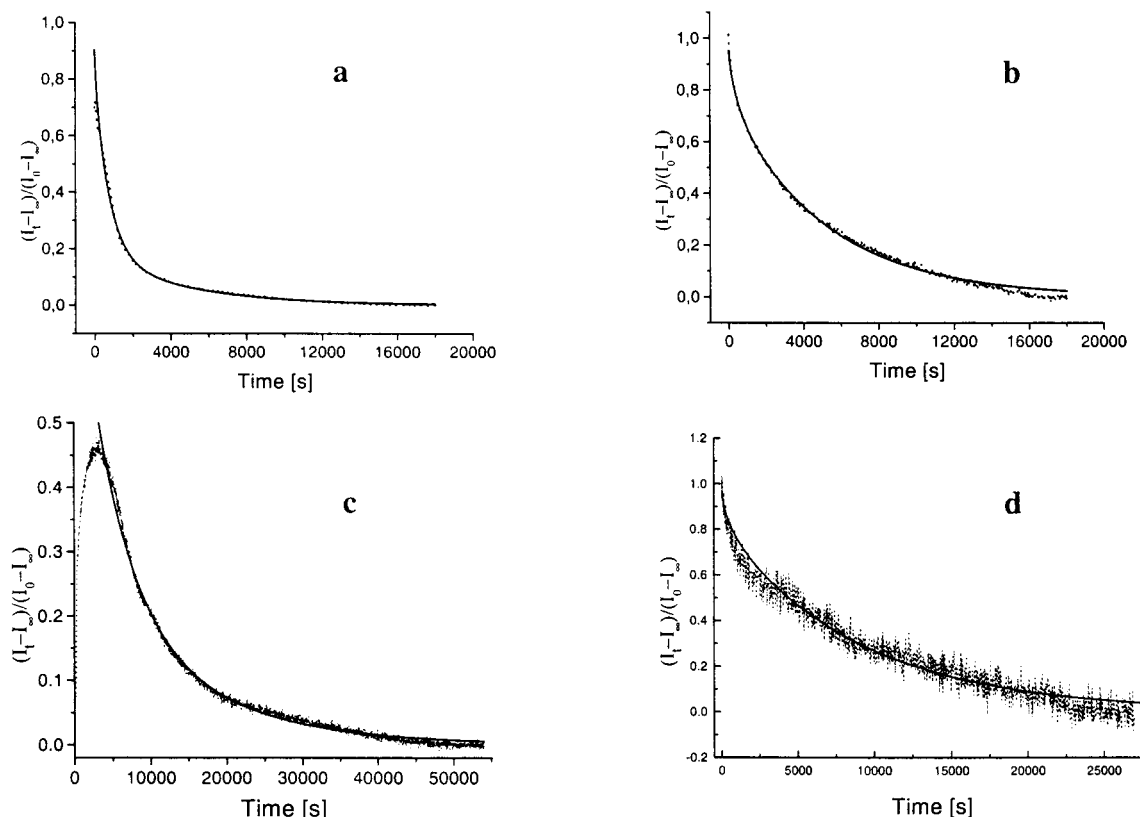 a
(I_t−I_∞)/(I_0−I_∞)
1,0
0,8
0,6
0,4
0,2
0,0
0 4000 8000 12000 16000 20000
Time [s]
b
(I_t−I_∞)/(I_0−I_∞)
1,0
0,8
0,6
0,4
0,2
0,0
0 4000 8000 12000 16000 20000
Time [s]
c
(I_t−I_∞)/(I_0−I_∞)
0.5
0.4
0.3
0.2
0.1
0.0
0 10000 20000 30000 40000 50000
Time [s]
d
(I_t−I_∞)/(I_0−I_∞)
1.2
1.0
0.8
0.6
0.4
0.2
0.0
-0.2
0 5000 10000 15000 20000 25000
Time [s]